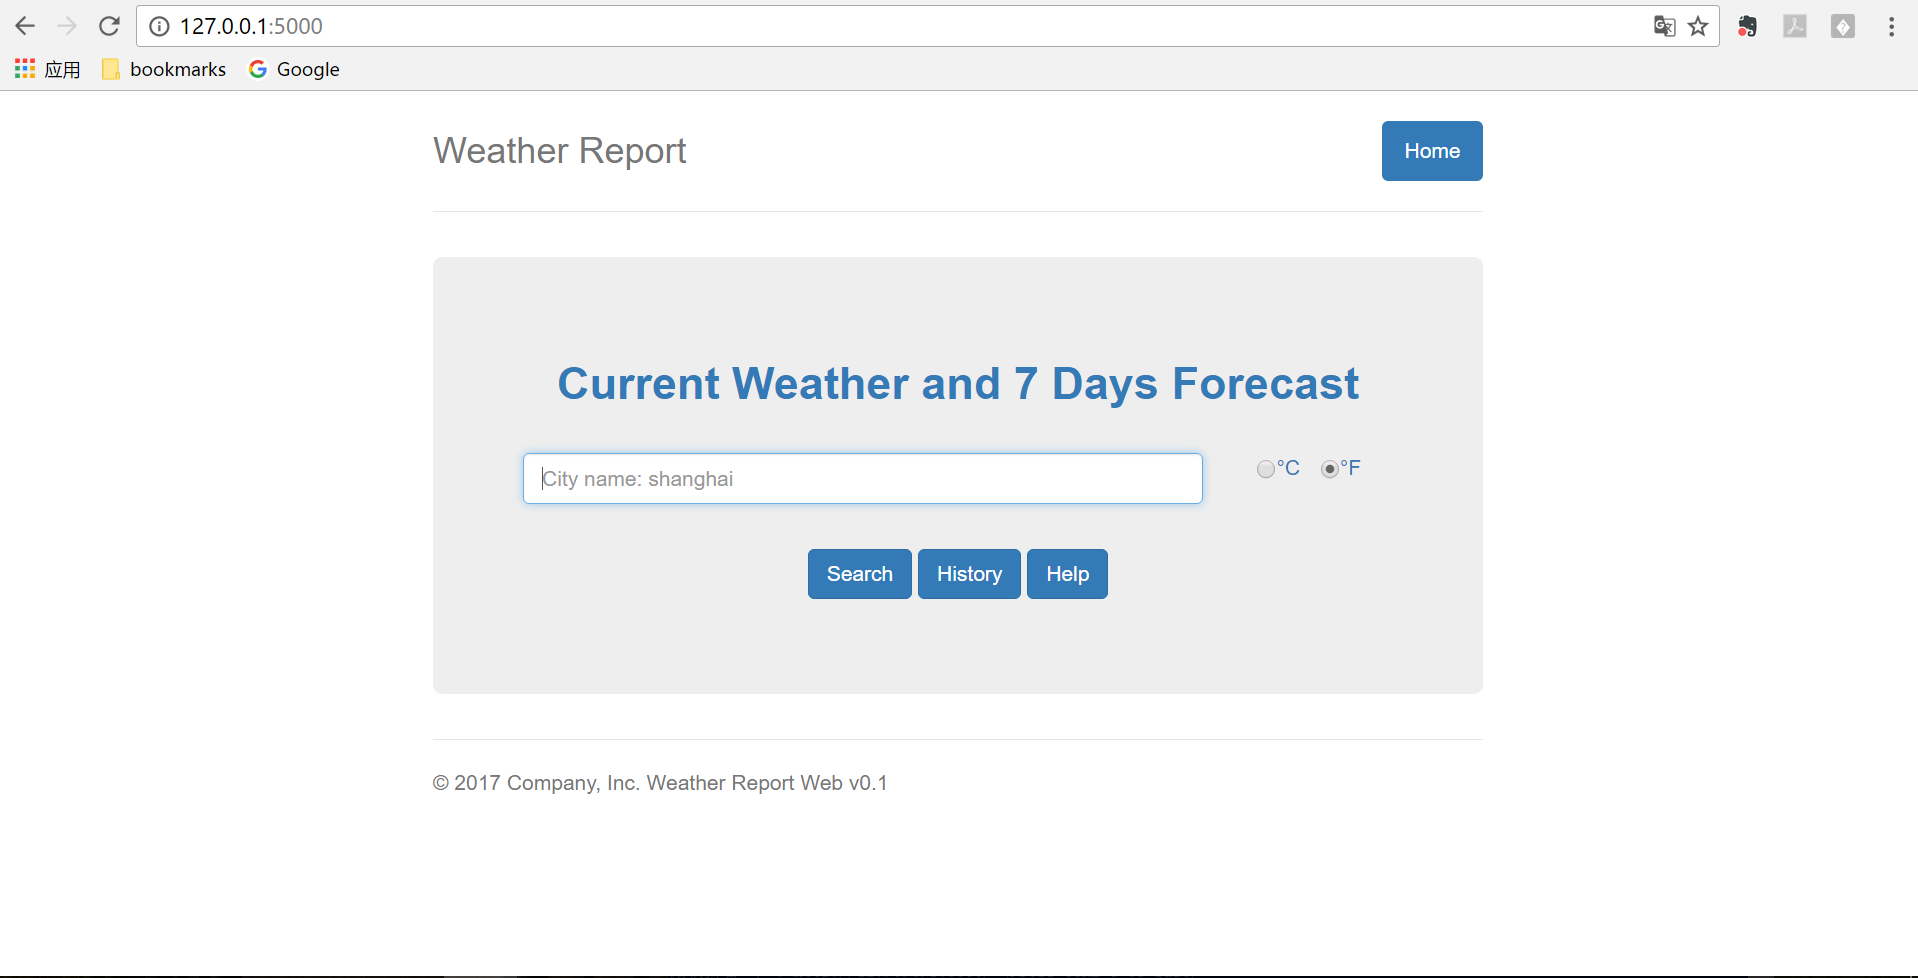 127.0.0.1:5000
应用 bookmarks Google
Weather Report Home
Current Weather and 7 Days Forecast
City name: shanghai °C °F
Search History Help
© 2017 Company, Inc. Weather Report Web v0.1